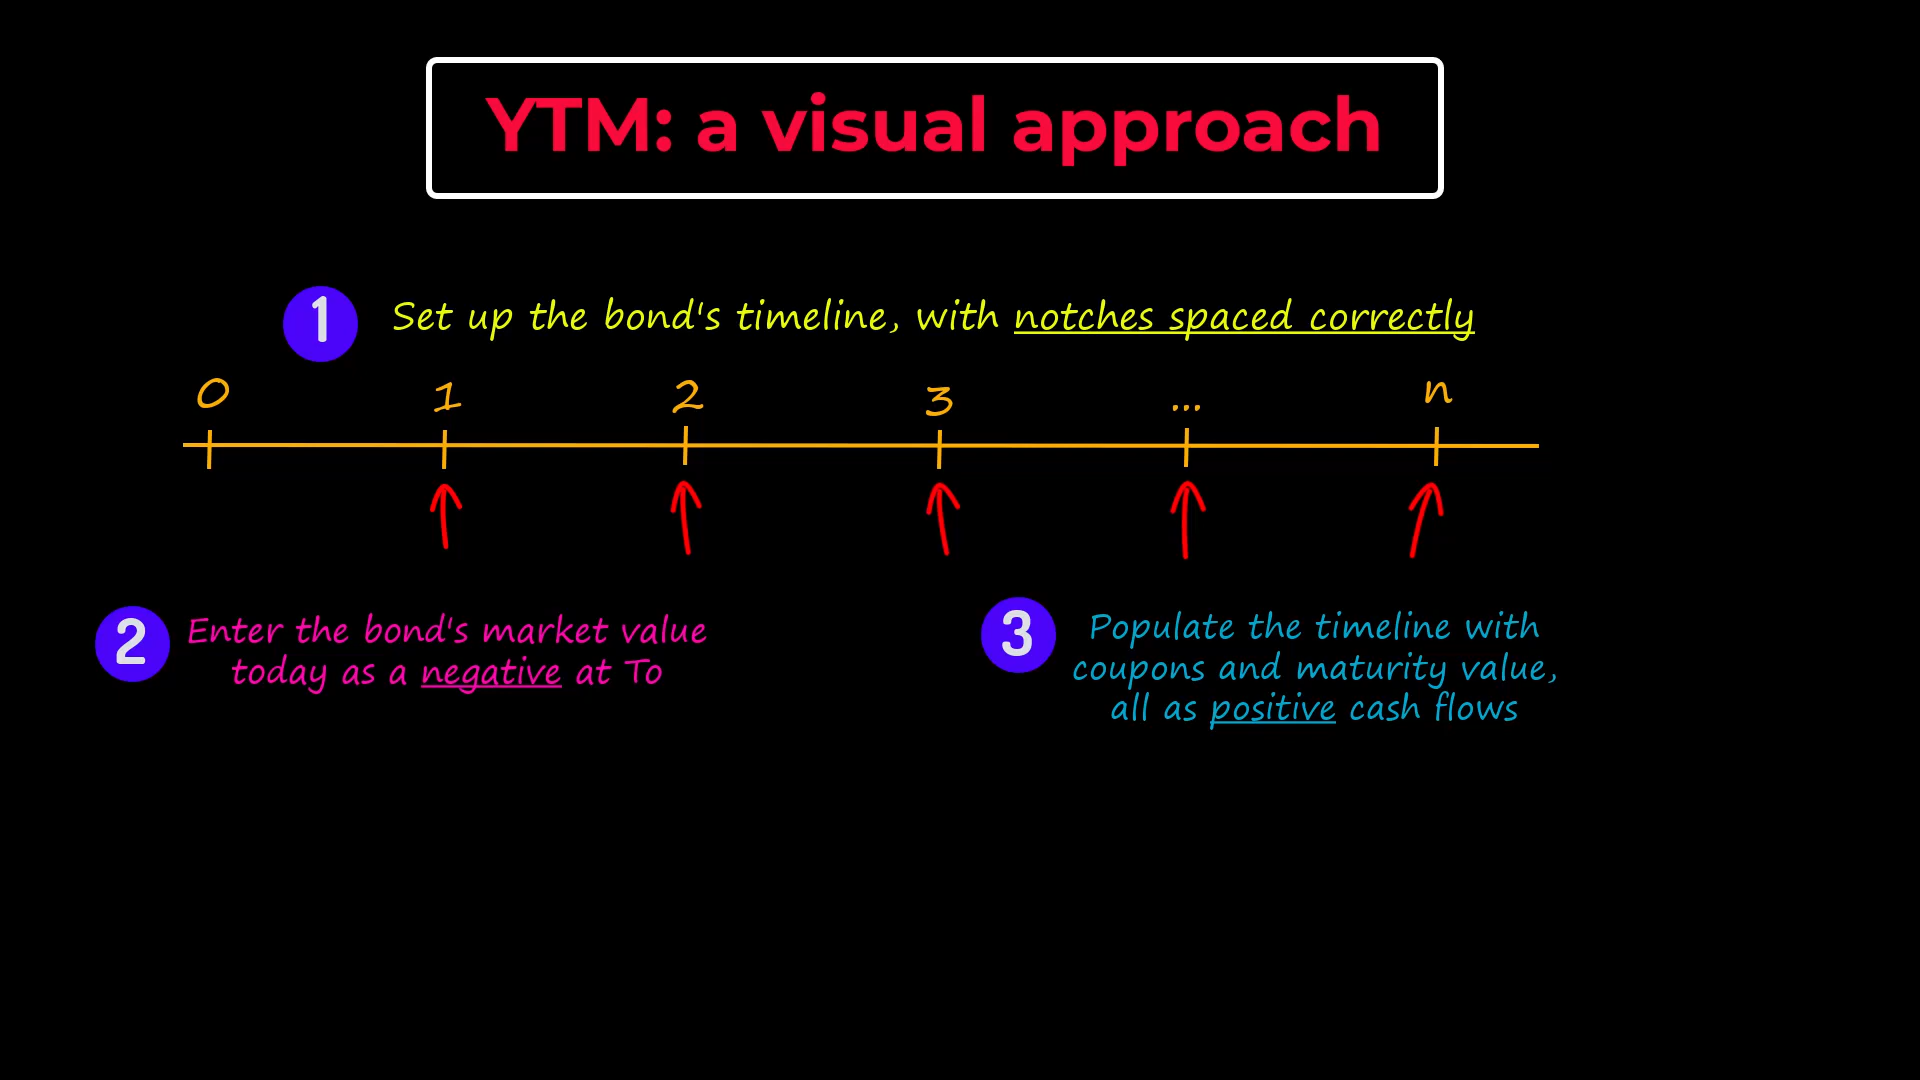 YTM: a visual approach
1 Set up the bond's timeline, with notches spaced correctly
0 1 2 3 ... n
2 Enter the bond's market value
today as a negative at To
3 Populate the timeline with
coupons and maturity value,
all as positive cash flows